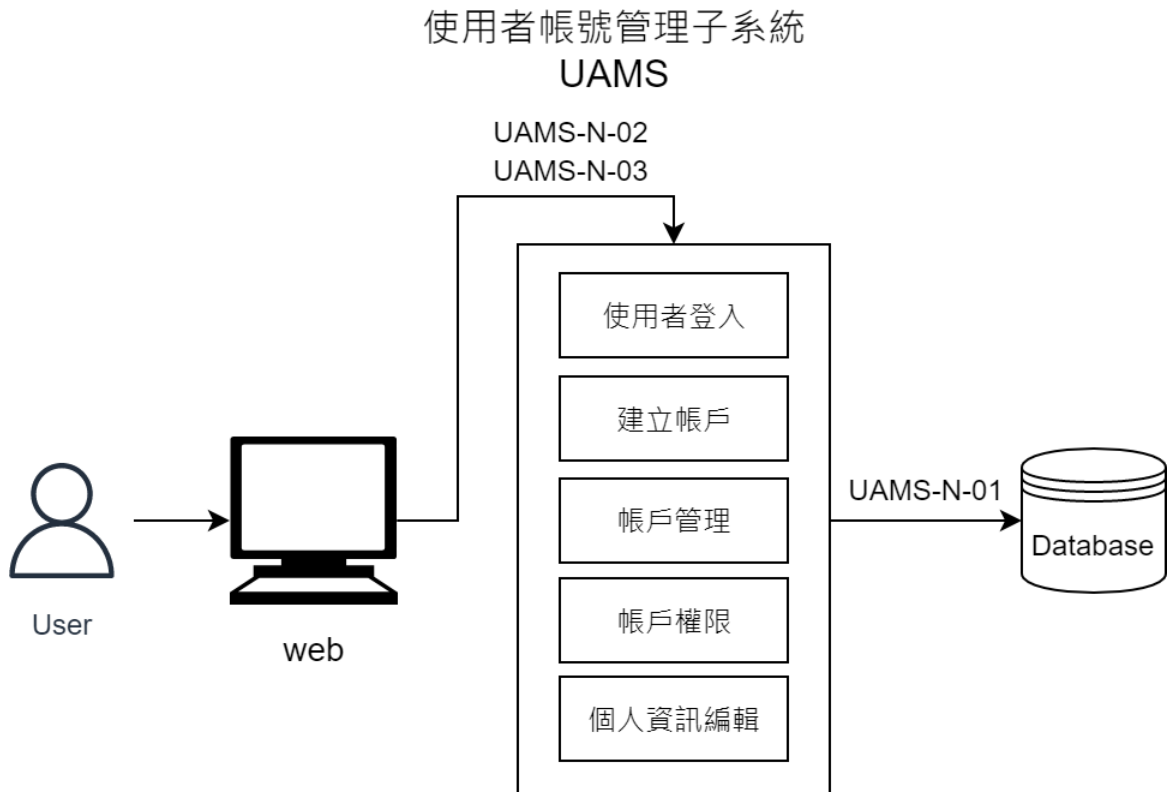 使用者帳號管理子系統
UAMS
UAMS-N-02
UAMS-N-03
使用者登入
建立帳戶
帳戶管理
帳戶權限
個人資訊編輯
UAMS-N-01
Database
User
web